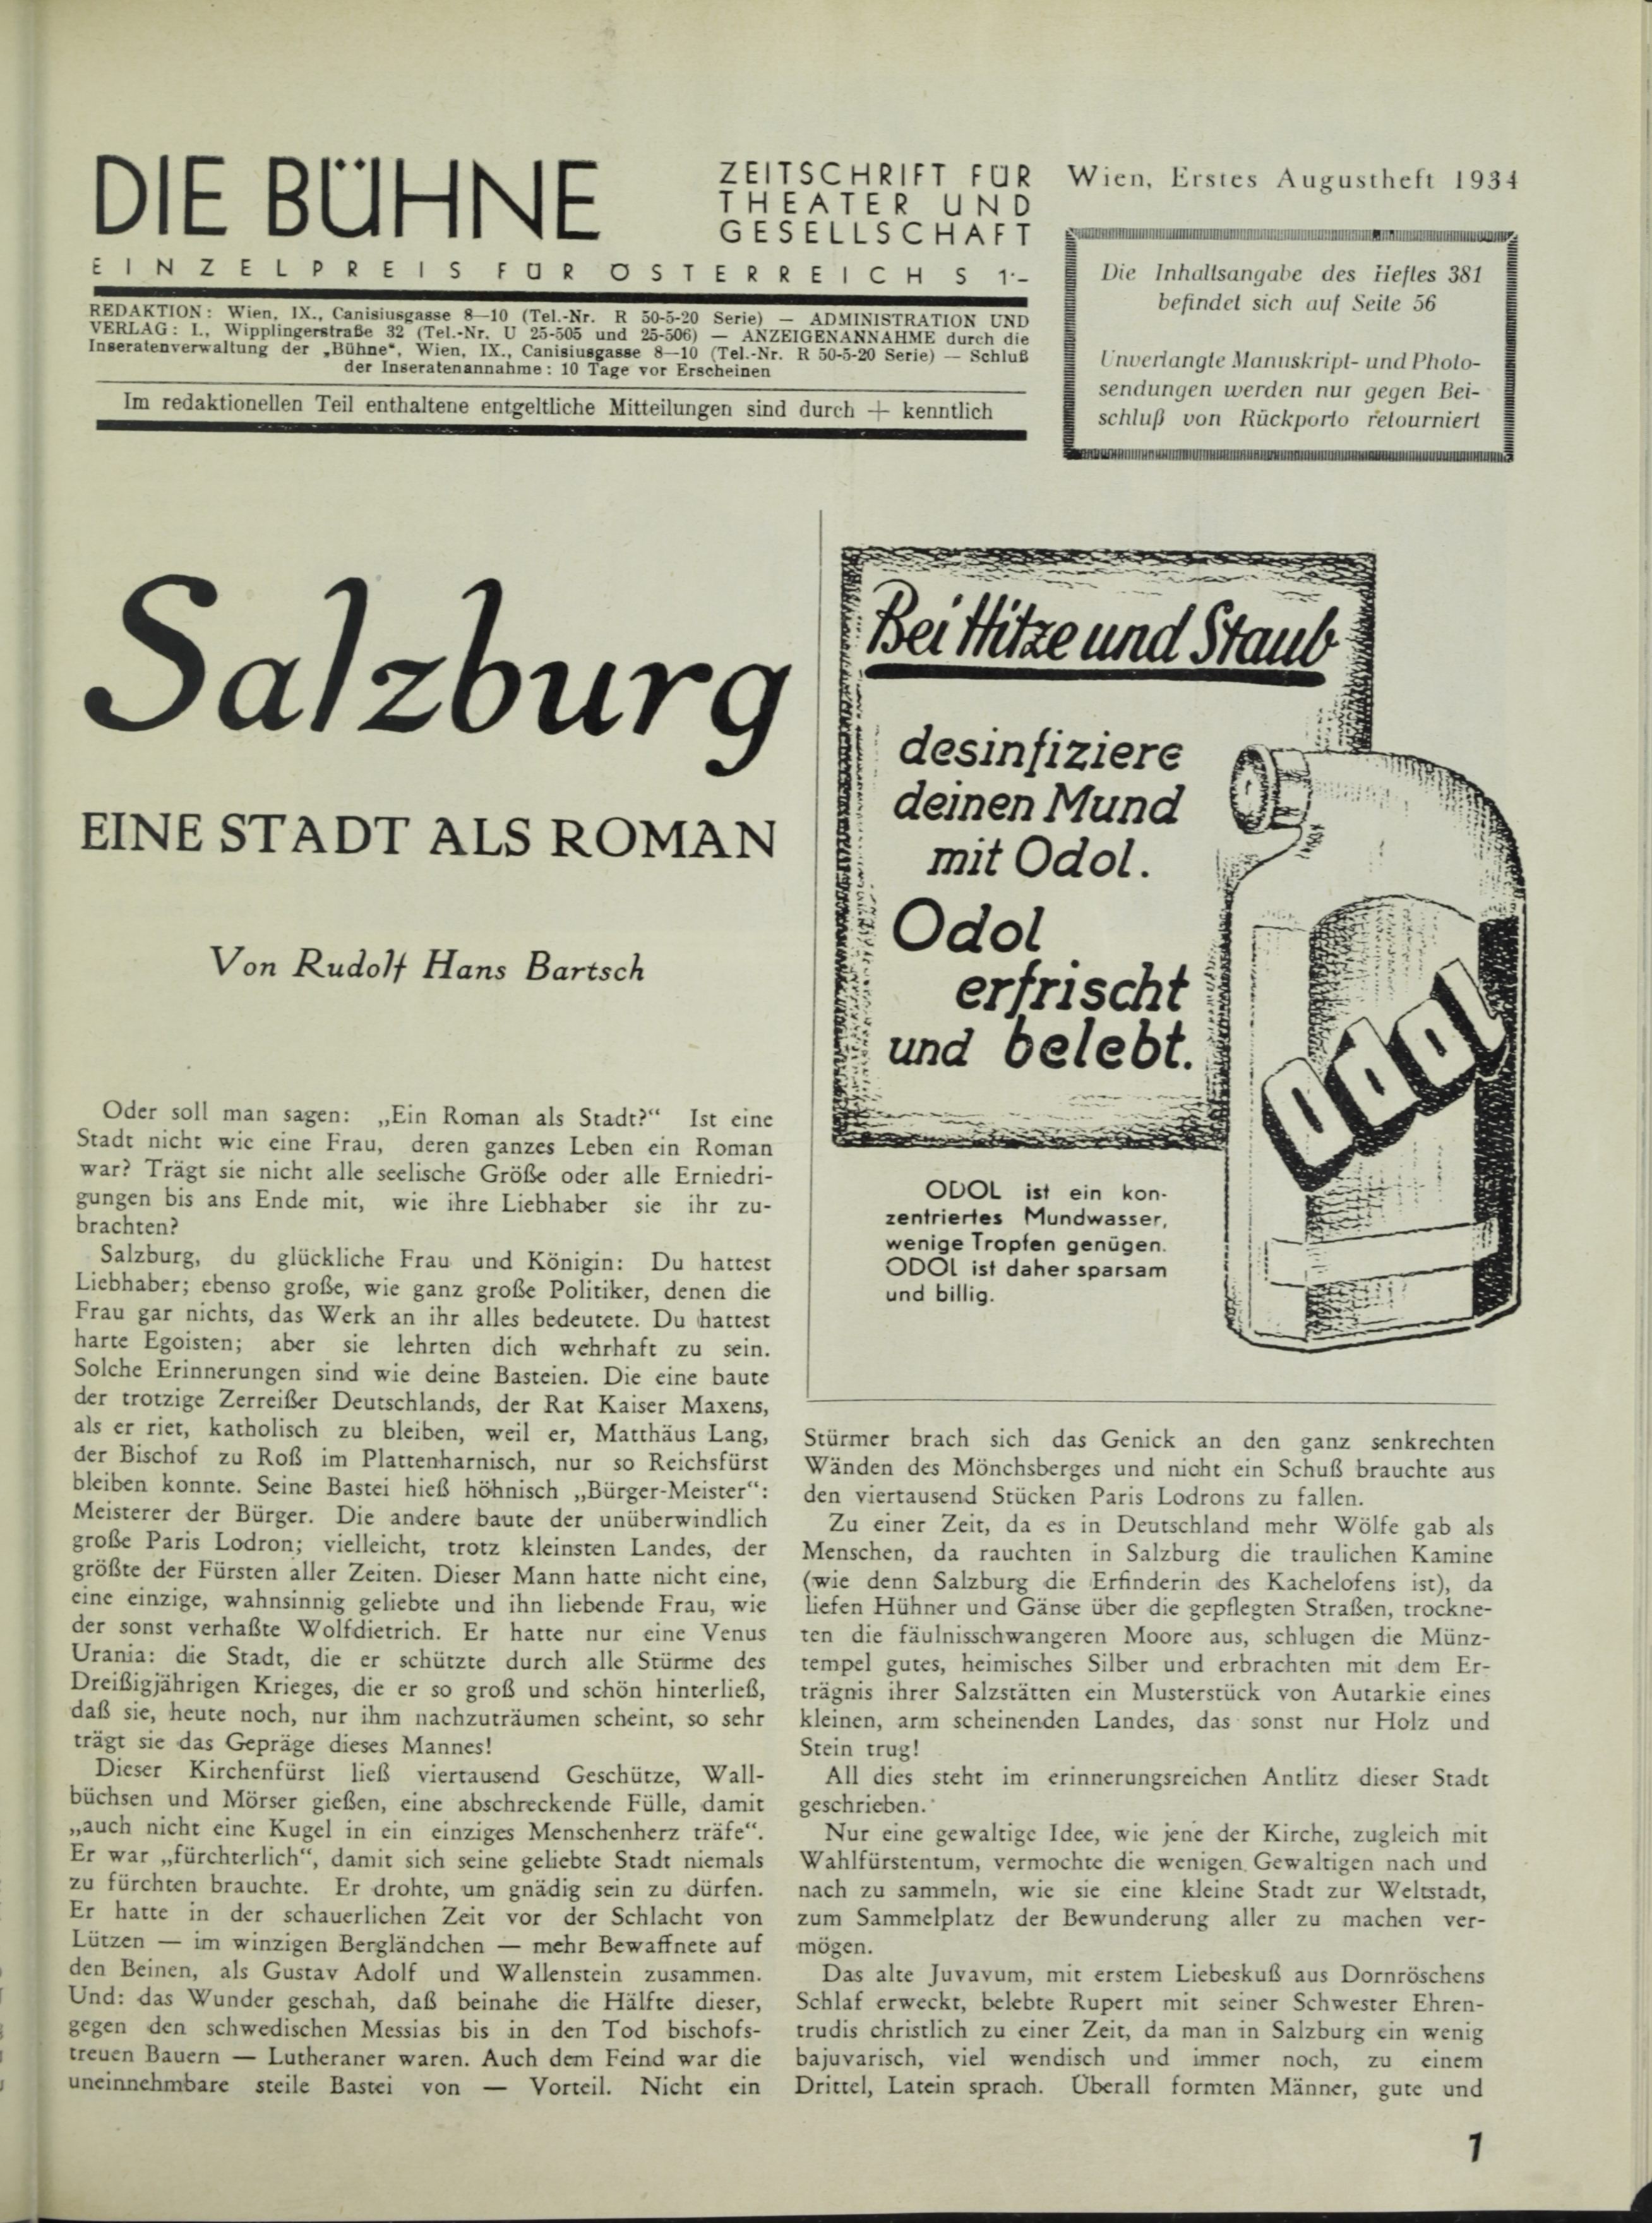 DIE BÜHNE
ZEITSCHRIFT FÜR
THEATER UND
GESELLSCHAFT
EINZELPREIS FÜR ÖSTERREICH S 1·–
REDAKTION: Wien, IX., Canisiusgasse 8—10 (Tel.-Nr. R 50-5-20 Serie) — ADMINISTRATION UND
VERLAG: I., Wipplingerstraße 32 (Tel.-Nr. U 25-505 und 25-506) — ANZEIGENANNAHME durch die
Inseratenverwaltung der „Bühne“, Wien, IX., Canisiusgasse 8—10 (Tel.-Nr. R 50-5-20 Serie) — Schluß
der Inseratenannahme: 10 Tage vor Erscheinen
Im redaktionellen Teil enthaltene entgeltliche Mitteilungen sind durch + kenntlich
Wien, Erstes Augustheft 1934
Die Inhaltsangabe des Heftes 381
befindet sich auf Seite 56
Unverlangte Manuskript- und Photo-
sendungen werden nur gegen Bei-
schluß von Rückporto retourniert
Salzburg
EINE STADT ALS ROMAN
Von Rudolf Hans Bartsch
Oder soll man sagen: „Ein Roman als Stadt?“ Ist eine
Stadt nicht wie eine Frau, deren ganzes Leben ein Roman
war? Trägt sie nicht alle seelische Größe oder alle Erniedri-
gungen bis ans Ende mit, wie ihre Liebhaber sie ihr zu-
brachten?
Salzburg, du glückliche Frau und Königin: Du hattest
Liebhaber; ebenso große, wie ganz große Politiker, denen die
Frau gar nichts, das Werk an ihr alles bedeutete. Du hattest
harte Egoisten; aber sie lehrten dich wehrhaft zu sein.
Solche Erinnerungen sind wie deine Basteien. Die eine baute
der trotzige Zerreißer Deutschlands, der Rat Kaiser Maxens,
als er riet, katholisch zu bleiben, weil er, Matthäus Lang,
der Bischof zu Roß im Plattenharnisch, nur so Reichsfürst
bleiben konnte. Seine Bastei hieß höhnisch „Bürger-Meister“:
Meisterer der Bürger. Die andere baute der unüberwindlich
große Paris Lodron; vielleicht, trotz kleinsten Landes, der
größte der Fürsten aller Zeiten. Dieser Mann hatte nicht eine,
eine einzige, wahnsinnig geliebte und ihn liebende Frau, wie
der sonst verhaßte Wolfdietrich. Er hatte nur eine Venus
Urania: die Stadt, die er schützte durch alle Stürme des
Dreißigjährigen Krieges, die er so groß und schön hinterließ,
daß sie, heute noch, nur ihm nachzuträumen scheint, so sehr
trägt sie das Gepräge dieses Mannes!
Dieser Kirchenfürst ließ viertausend Geschütze, Wall-
büchsen und Mörser gießen, eine abschreckende Fülle, damit
„auch nicht eine Kugel in ein einziges Menschenherz träfe“.
Er war „fürchterlich“, damit sich seine geliebte Stadt niemals
zu fürchten brauchte. Er drohte, um gnädig sein zu dürfen.
Er hatte in der schauerlichen Zeit vor der Schlacht von
Lützen — im winzigen Bergländchen — mehr Bewaffnete auf
den Beinen, als Gustav Adolf und Wallenstein zusammen.
Und: das Wunder geschah, daß beinahe die Hälfte dieser,
gegen den schwedischen Messias bis in den Tod bischofs-
treuen Bauern — Lutheraner waren. Auch dem Feind war die
uneinnehmbare steile Bastei von — Vorteil. Nicht ein
Bei Hitze und Staub
desinfiziere
deinen Mund
mit Odol.
Odol
erfrischt
und belebt.
Odol
ODOL ist ein kon-
zentriertes Mundwasser,
wenige Tropfen genügen.
ODOL ist daher sparsam
und billig.
Stürmer brach sich das Genick an den ganz senkrechten
Wänden des Mönchsberges und nicht ein Schuß brauchte aus
den viertausend Stücken Paris Lodrons zu fallen.
Zu einer Zeit, da es in Deutschland mehr Wölfe gab als
Menschen, da rauchten in Salzburg die traulichen Kamine
(wie denn Salzburg die Erfinderin des Kachelofens ist), da
liefen Hühner und Gänse über die gepflegten Straßen, trockne-
ten die fäulnisschwangeren Moore aus, schlugen die Münz-
tempel gutes, heimisches Silber und erbrachten mit dem Er-
trägnis ihrer Salzstätten ein Musterstück von Autarkie eines
kleinen, arm scheinenden Landes, das sonst nur Holz und
Stein trug!
All dies steht im erinnerungsreichen Antlitz dieser Stadt
geschrieben.
Nur eine gewaltige Idee, wie jene der Kirche, zugleich mit
Wahlfürstentum, vermochte die wenigen Gewaltigen nach und
nach zu sammeln, wie sie eine kleine Stadt zur Weltstadt,
zum Sammelplatz der Bewunderung aller zu machen ver-
mögen.
Das alte Juvavum, mit erstem Liebeskuß aus Dornröschens
Schlaf erweckt, belebte Rupert mit seiner Schwester Ehren-
trudis christlich zu einer Zeit, da man in Salzburg ein wenig
bajuvarisch, viel wendisch und immer noch, zu einem
Drittel, Latein sprach. Überall formten Männer, gute und
1